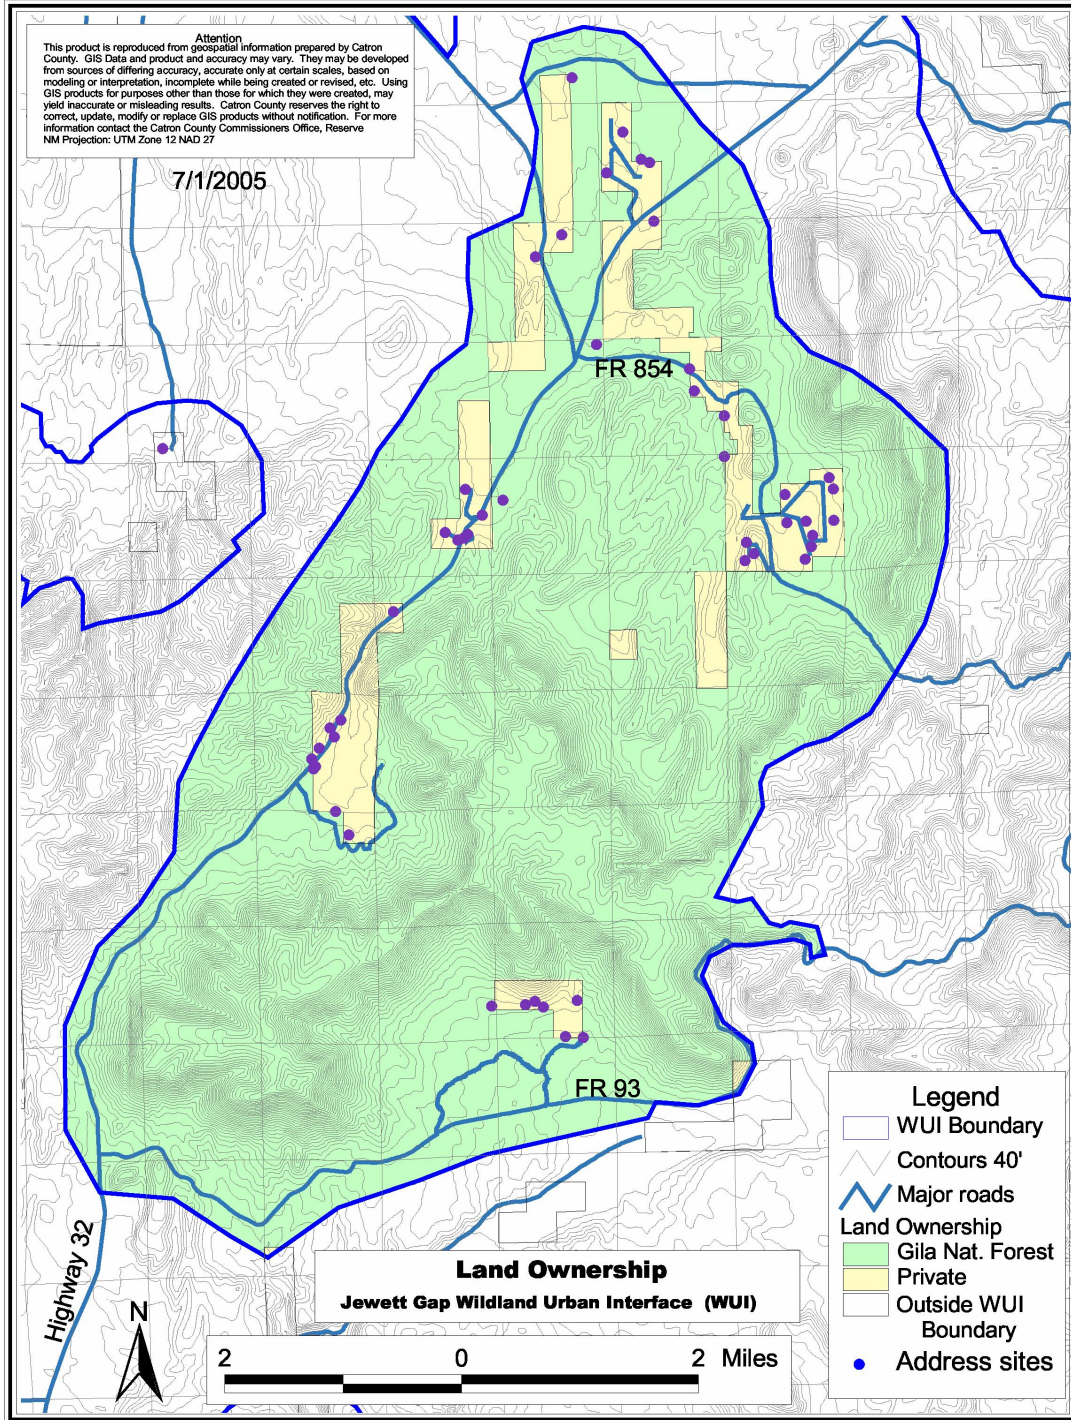 Attention
This product is reproduced from geospatial information prepared by Catron
County. GIS Data and product and accuracy may vary. They may be developed
from sources of differing accuracy, accurate only at certain scales, based on
modeling or interpretation, incomplete while being created or revised, etc. Using
GIS products for purposes other than those for which they were created, may
yield inaccurate or misleading results. Catron County reserves the right to
correct, update, modify or replace GIS products without notification. For more
information contact the Catron County Commissioners Office, Reserve
NM Projection: UTM Zone 12 NAD 27
7/1/2005
FR 854
FR 93
Highway 32
Legend
WUI Boundary
Contours 40'
Major roads
Land Ownership
Gila Nat. Forest
Private
Outside WUI
Boundary
Address sites
Land Ownership
Jewett Gap Wildland Urban Interface (WUI)
N
2 0 2 Miles